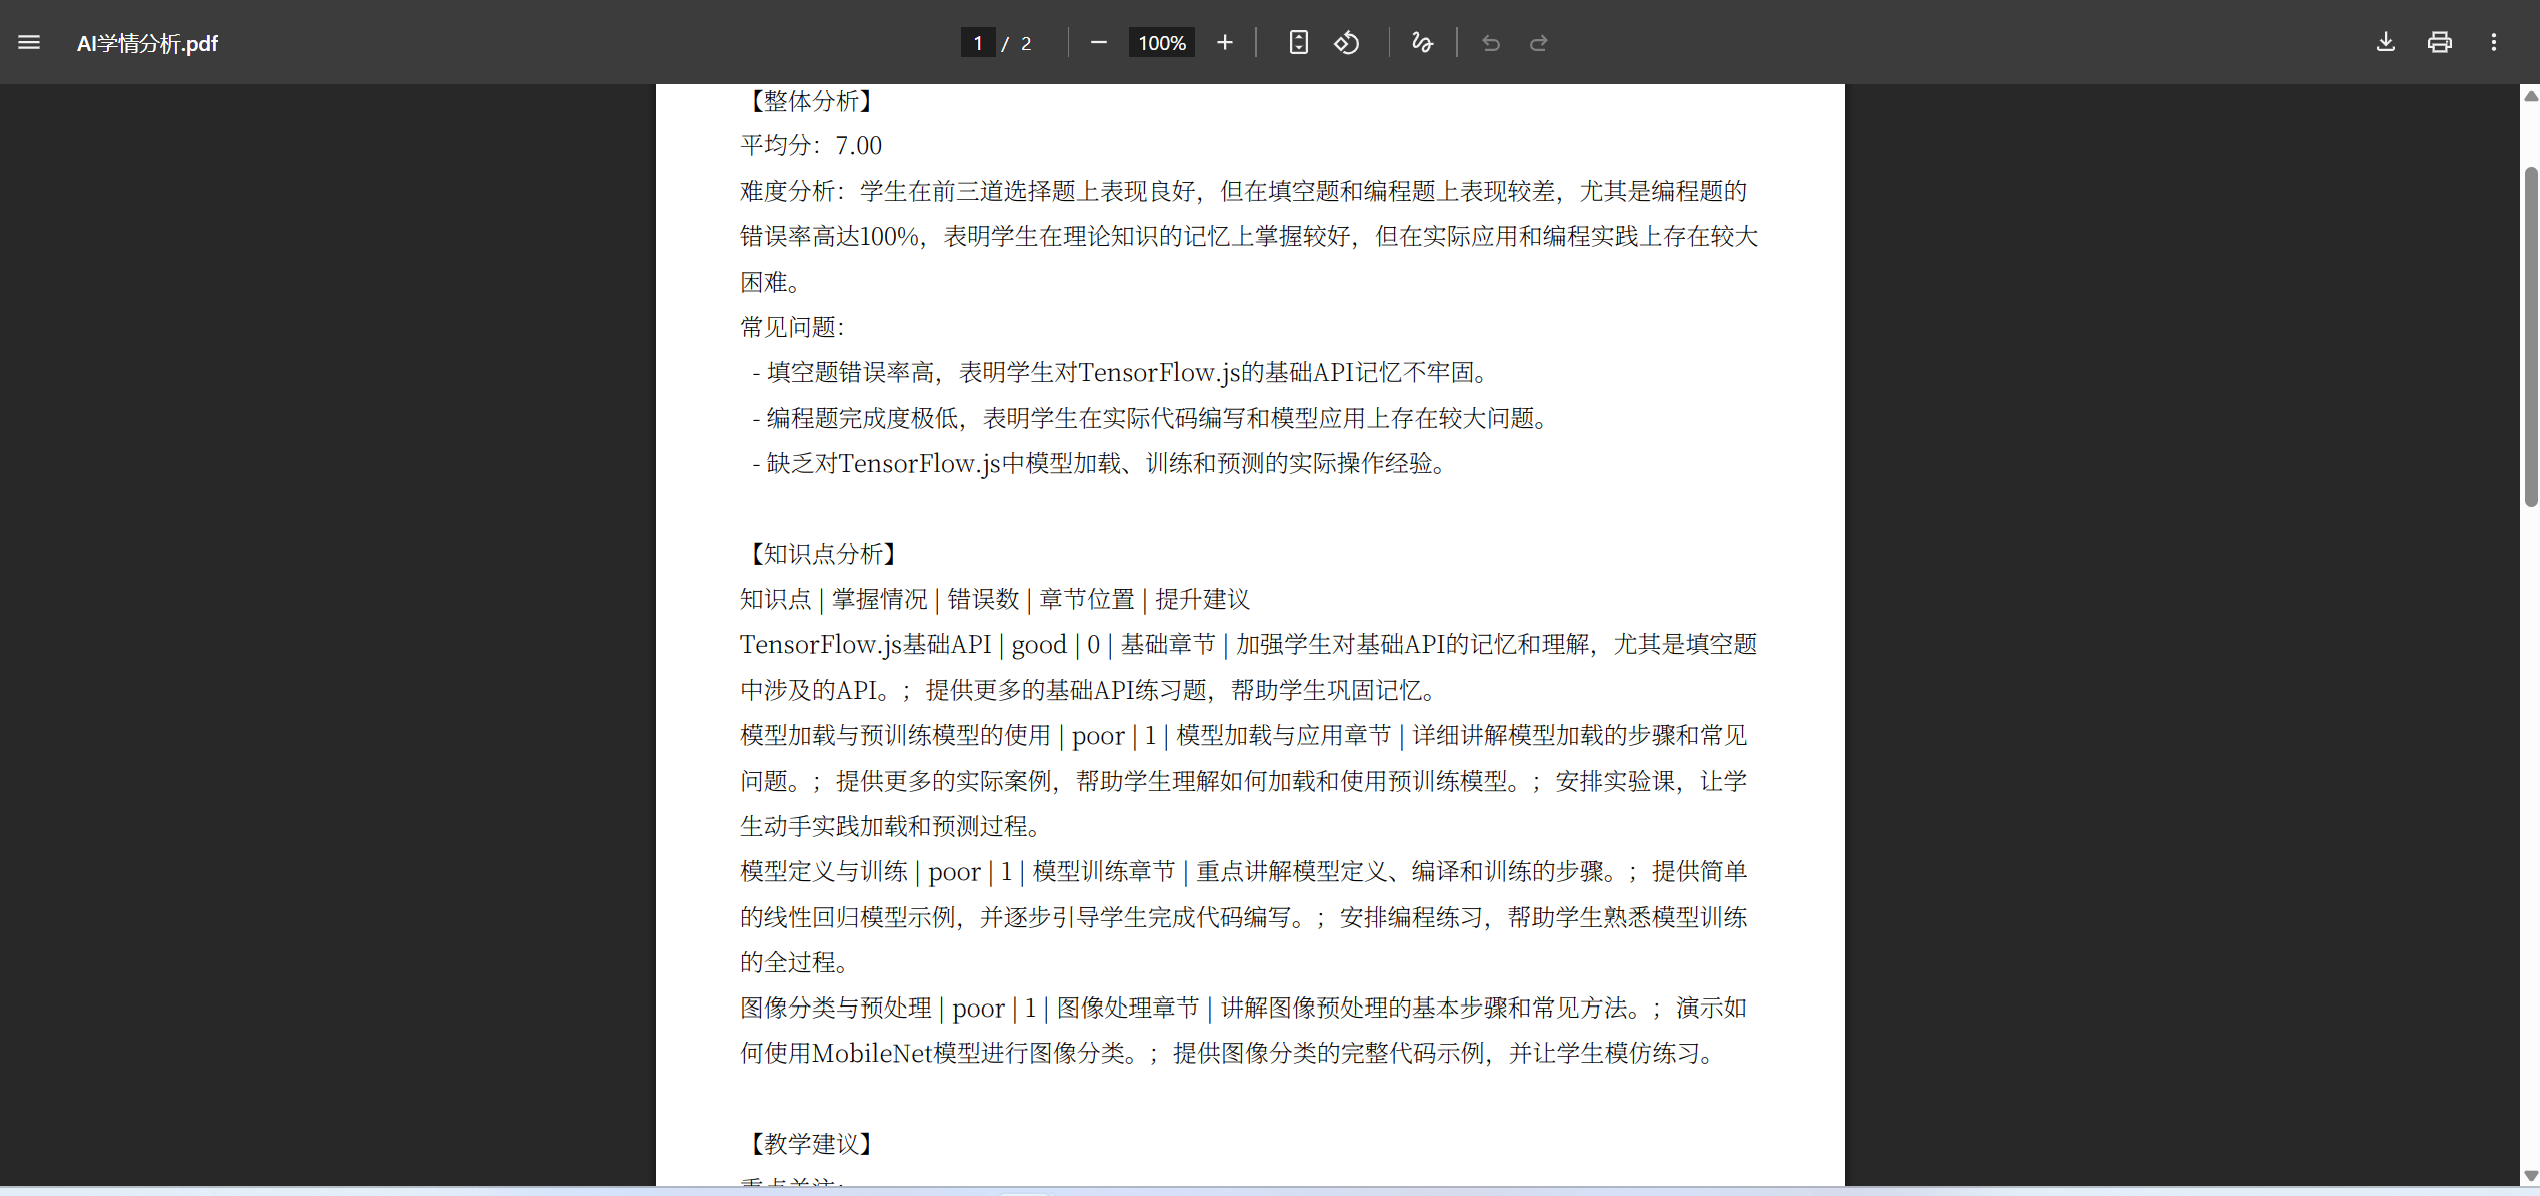 AI学情分析.pdf
1 / 2
100%
【整体分析】
平均分：7.00
难度分析：学生在前三道选择题上表现良好，但在填空题和编程题上表现较差，尤其是编程题的
错误率高达100%，表明学生在理论知识的记忆上掌握较好，但在实际应用和编程实践上存在较大
困难。
常见问题：
- 填空题错误率高，表明学生对TensorFlow.js的基础API记忆不牢固。
- 编程题完成度极低，表明学生在实际代码编写和模型应用上存在较大问题。
- 缺乏对TensorFlow.js中模型加载、训练和预测的实际操作经验。
【知识点分析】
知识点 | 掌握情况 | 错误数 | 章节位置 | 提升建议
TensorFlow.js基础API | good | 0 | 基础章节 | 加强学生对基础API的记忆和理解，尤其是填空题
中涉及的API。；提供更多的基础API练习题，帮助学生巩固记忆。
模型加载与预训练模型的使用 | poor | 1 | 模型加载与应用章节 | 详细讲解模型加载的步骤和常见
问题。；提供更多的实际案例，帮助学生理解如何加载和使用预训练模型。；安排实验课，让学
生动手实践加载和预测过程。
模型定义与训练 | poor | 1 | 模型训练章节 | 重点讲解模型定义、编译和训练的步骤。；提供简单
的线性回归模型示例，并逐步引导学生完成代码编写。；安排编程练习，帮助学生熟悉模型训练
的全过程。
图像分类与预处理 | poor | 1 | 图像处理章节 | 讲解图像预处理的基本步骤和常见方法。；演示如
何使用MobileNet模型进行图像分类。；提供图像分类的完整代码示例，并让学生模仿练习。
【教学建议】
重点关注：